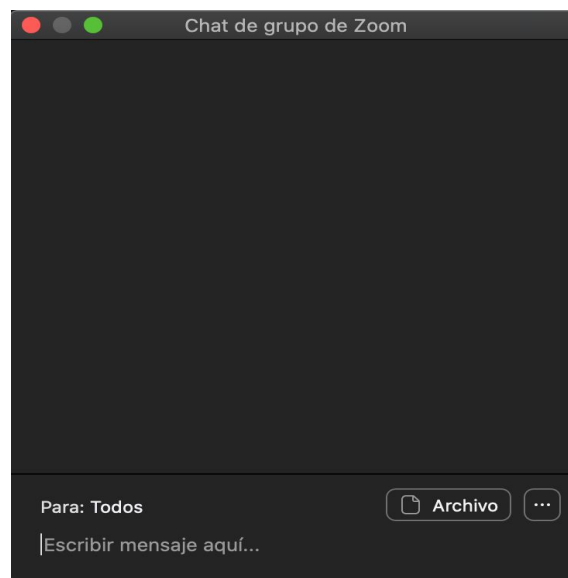 Chat de grupo de Zoom
Para: Todos
Archivo
...
Escribir mensaje aquí...